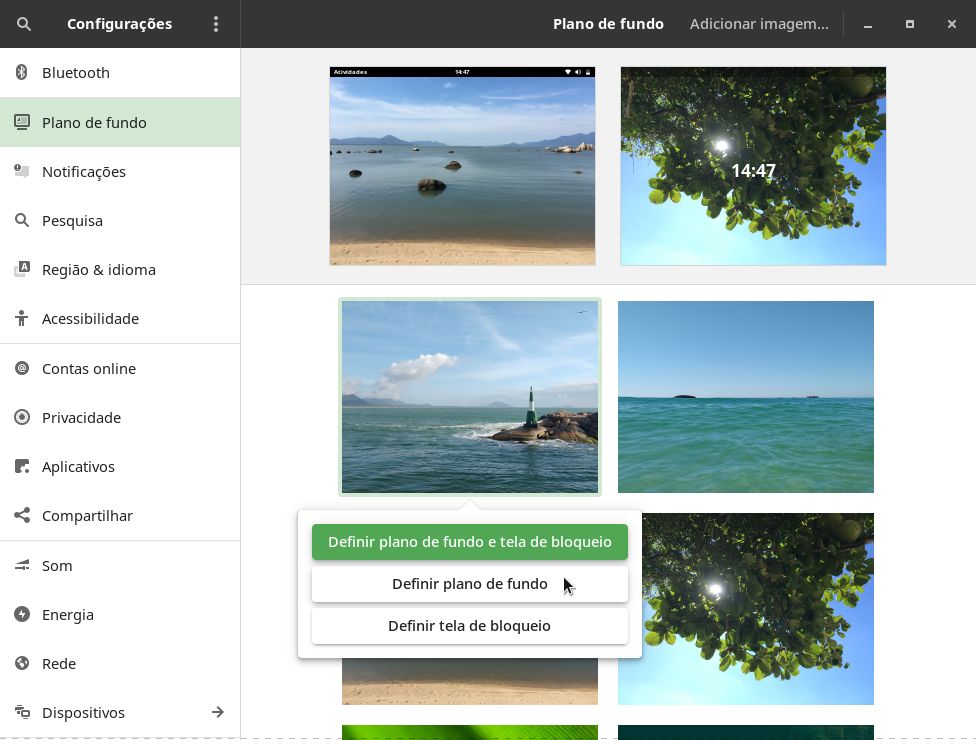 Configurações
Plano de fundo
Adicionar imagem...
Bluetooth
Plano de fundo
Notificações
Pesquisa
Região & idioma
Acessibilidade
Contas online
Privacidade
Aplicativos
Compartilhar
Som
Energia
Rede
Dispositivos
Atividades
14:47
14:47
Definir plano de fundo e tela de bloqueio
Definir plano de fundo
Definir tela de bloqueio